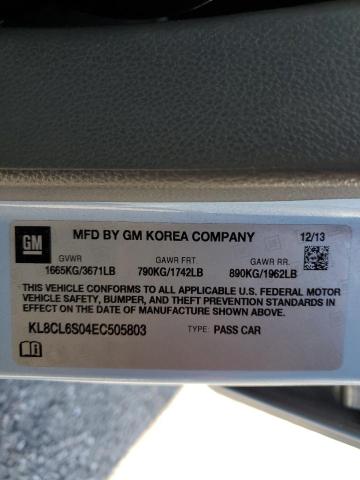 GM
MFD BY GM KOREA COMPANY
12/13
GVWR GAWR FRT. GAWR RR.
1665KG/3671LB 790KG/1742LB 890KG/1962LB
THIS VEHICLE CONFORMS TO ALL APPLICABLE U.S. FEDERAL MOTOR
VEHICLE SAFETY, BUMPER, AND THEFT PREVENTION STANDARDS IN
EFFECT ON THE DATE OF MANUFACTURE SHOWN ABOVE.
KL8CL6S04EC505803 TYPE: PASS CAR